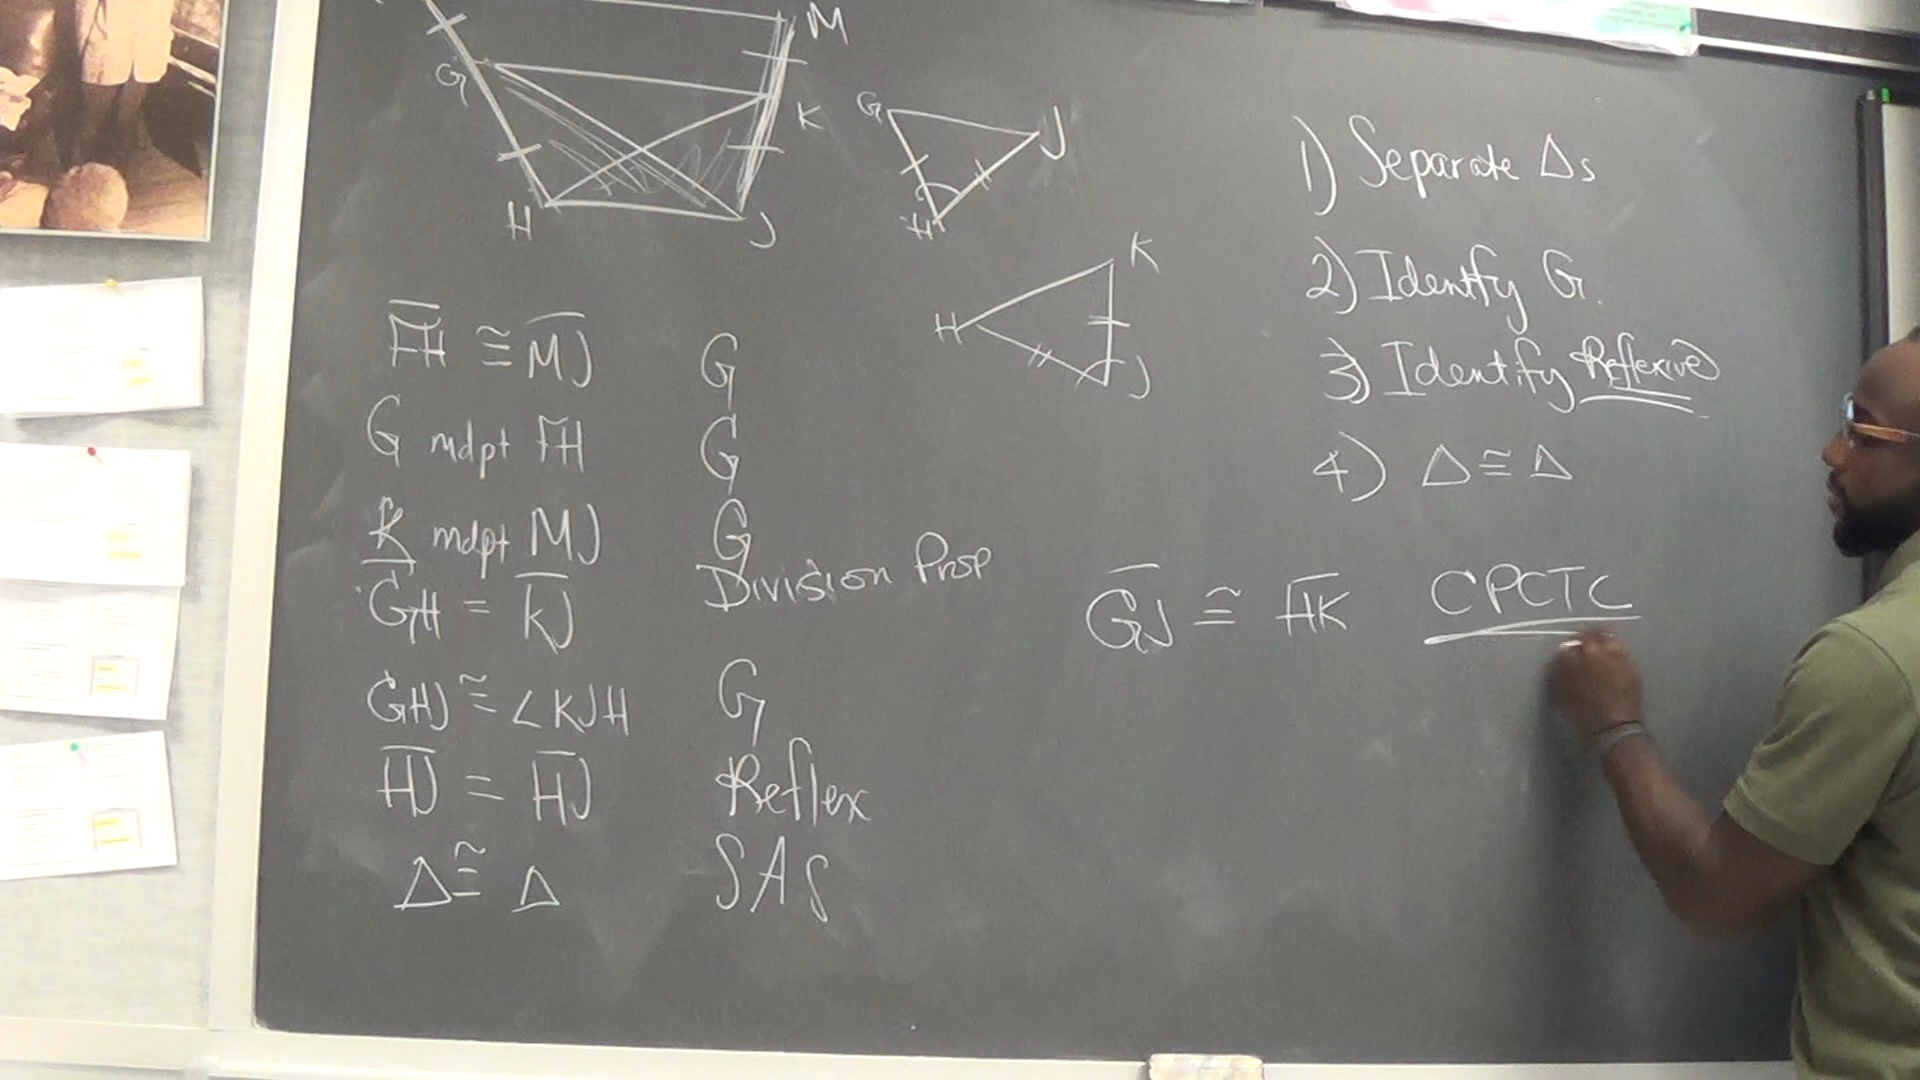 M
G
K
H
J
G
J
H
K
H
J
FH ≅ MJ G
G mdpt FH G
K mdpt MJ G
GH = KJ Division Prop
GHJ ≅ ∠KJH G
HJ = HJ Reflex
Δ ≅ Δ SAS
1) Separate Δs
2) Identify G.
3) Identify Reflexive
4) Δ ≅ Δ
GJ ≅ HK CPCTC